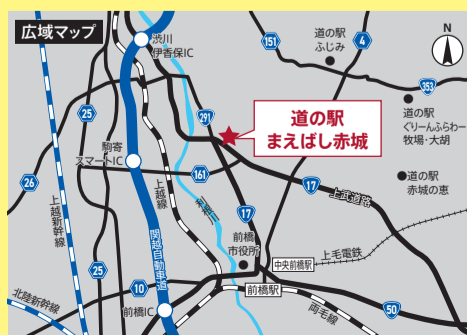 広域マップ
渋川
伊香保IC
151
4
道の駅
ふじみ
N
353
道の駅
ぐりーんふらわー
牧場・大胡
25
291
道の駅
まえばし赤城
駒寄
スマートIC
161
上越線
利根川
17
上武道路
道の駅
赤城の恵
26
上越新幹線
関越自動車道
17
前橋
市役所
中央前橋駅
上毛電鉄
25
10
前橋駅
北陸新幹線
前橋IC
両毛線
50